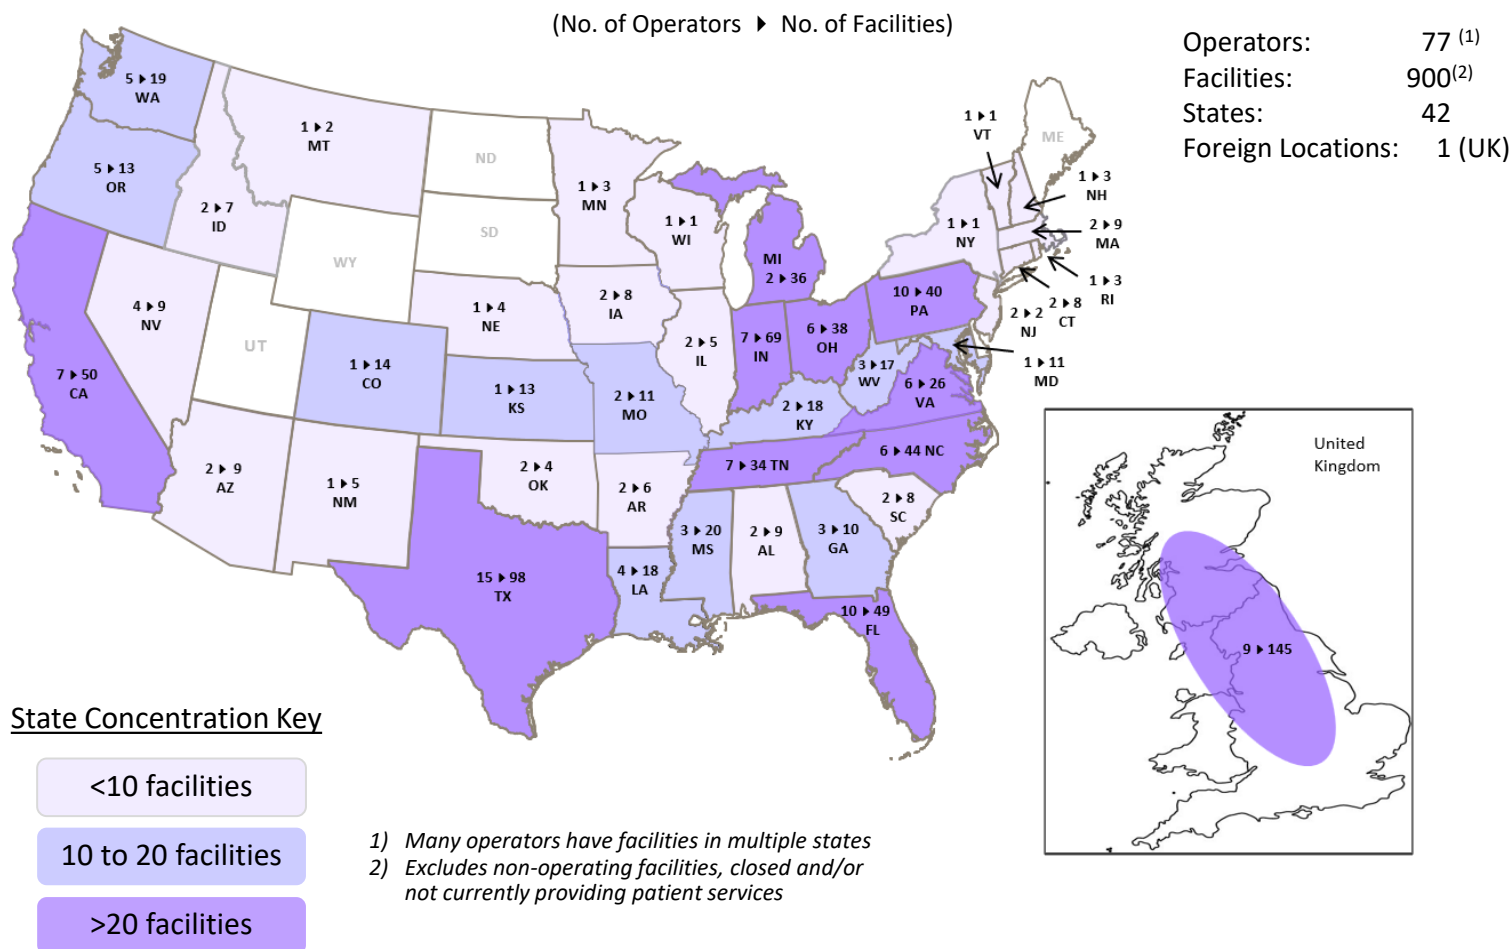 (No. of Operators ▶ No. of Facilities)
Operators: 77 (1)
Facilities: 900(2)
States: 42
Foreign Locations: 1 (UK)
5 ▶ 19
WA
5 ▶ 13
OR
2 ▶ 7
ID
1 ▶ 2
MT
ND
SD
WY
UT
4 ▶ 9
NV
7 ▶ 50
CA
1 ▶ 14
CO
2 ▶ 9
AZ
1 ▶ 5
NM
1 ▶ 4
NE
1 ▶ 13
KS
2 ▶ 4
OK
15 ▶ 98
TX
1 ▶ 3
MN
2 ▶ 8
IA
2 ▶ 11
MO
2 ▶ 6
AR
4 ▶ 18
LA
1 ▶ 1
WI
2 ▶ 5
IL
MI
2 ▶ 36
7 ▶ 69
IN
6 ▶ 38
OH
2 ▶ 18
KY
7 ▶ 34 TN
3 ▶ 20
MS
2 ▶ 9
AL
3 ▶ 10
GA
10 ▶ 49
FL
2 ▶ 8
SC
6 ▶ 44 NC
6 ▶ 26
VA
3 ▶ 17
WV
10 ▶ 40
PA
1 ▶ 1
NY
1 ▶ 1
VT
ME
1 ▶ 3
NH
2 ▶ 9
MA
1 ▶ 3
RI
2 ▶ 8
CT
2 ▶ 2
NJ
1 ▶ 11
MD
United
Kingdom
9 ▶ 145
State Concentration Key
<10 facilities
10 to 20 facilities
>20 facilities
1) Many operators have facilities in multiple states
2) Excludes non-operating facilities, closed and/or
not currently providing patient services